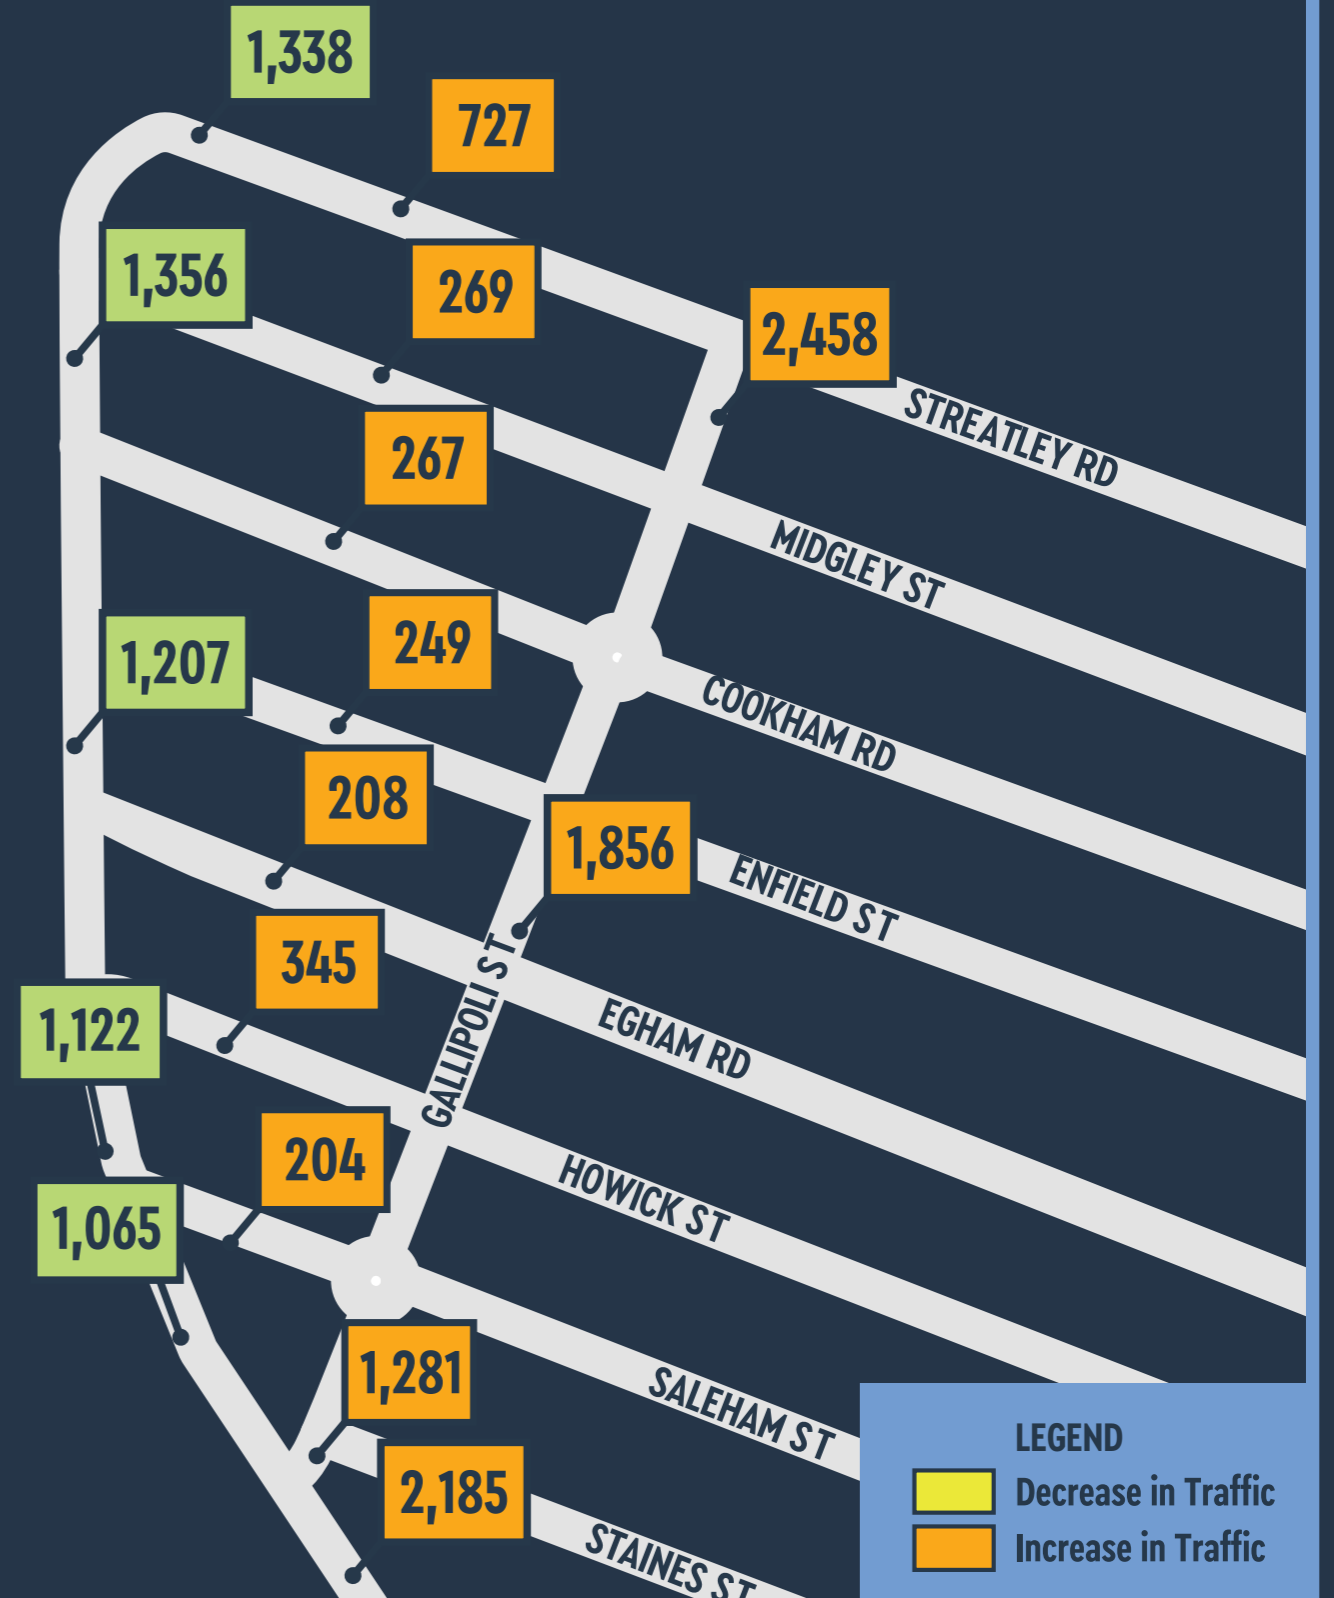 1,338
727
1,356
269
2,458
STREATLEY RD
267
MIDGLEY ST
1,207
249
COOKHAM RD
208
1,856
ENFIELD ST
345
GALLIPOLI ST
1,122
EGHAM RD
204
HOWICK ST
1,065
1,281
SALEHAM ST
2,185
STAINES ST
LEGEND
Decrease in Traffic
Increase in Traffic